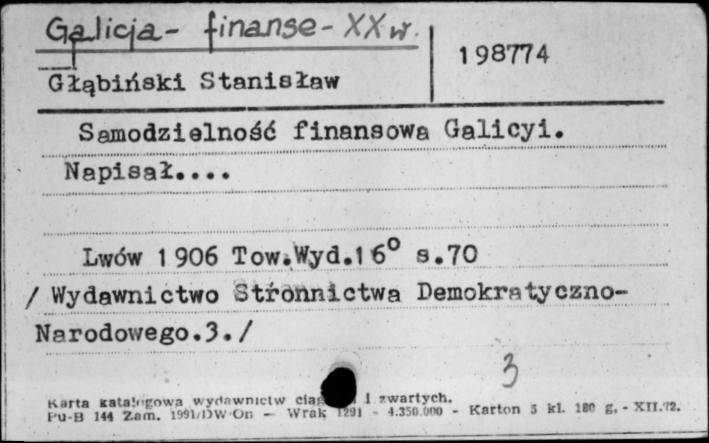 Galicja - finanse - XX w.
198774
Głąbiński Stanisław
Samodzielność finansowa Galicyi.
Napisał....
Lwów 1906 Tow.Wyd.16° s.70
/ Wydawnictwo Stronnictwa Demokratyczno-
Narodowego.3./
3
Karta katalogowa wydawnictw i zwartych.
Pu-B 144 Zam. 1991/DW On — Wrak 1291 - 4.350.000 - Karton 5 kl. 180 g. - XII.72.